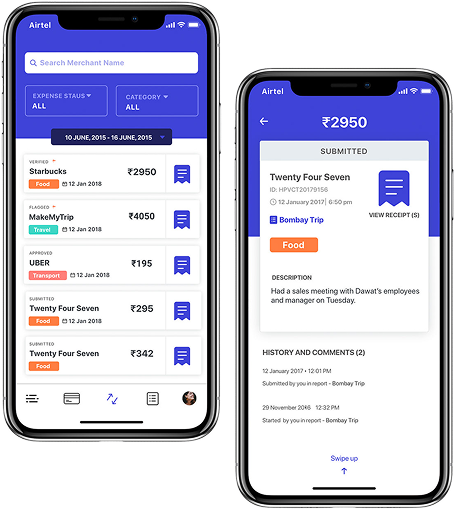 Airtel
Search Merchant Name
EXPENSE STAUS
ALL
CATEGORY
ALL
10 JUNE, 2015 - 16 JUNE, 2015
VERIFIED
Starbucks
₹2950
Food
12 Jan 2018
FLAGGED
MakeMyTrip
₹4050
Travel
12 Jan 2018
APPROVED
UBER
₹195
Transport
12 Jan 2018
SUBMITTED
Twenty Four Seven
₹295
Food
12 Jan 2018
SUBMITTED
Twenty Four Seven
₹342
Food
Airtel
₹2950
SUBMITTED
Twenty Four Seven
ID: HPVCT20179156
12 January 2017 | 6:50 pm
VIEW RECEIPT (S)
Bombay Trip
Food
DESCRIPTION
Had a sales meeting with Dawat's employees
and manager on Tuesday.
HISTORY AND COMMENTS (2)
12 January 2017 • 12:01 PM
Submitted by you in report - Bombay Trip
29 November 2016 12:32 PM
Started by you in report - Bombay Trip
Swipe up